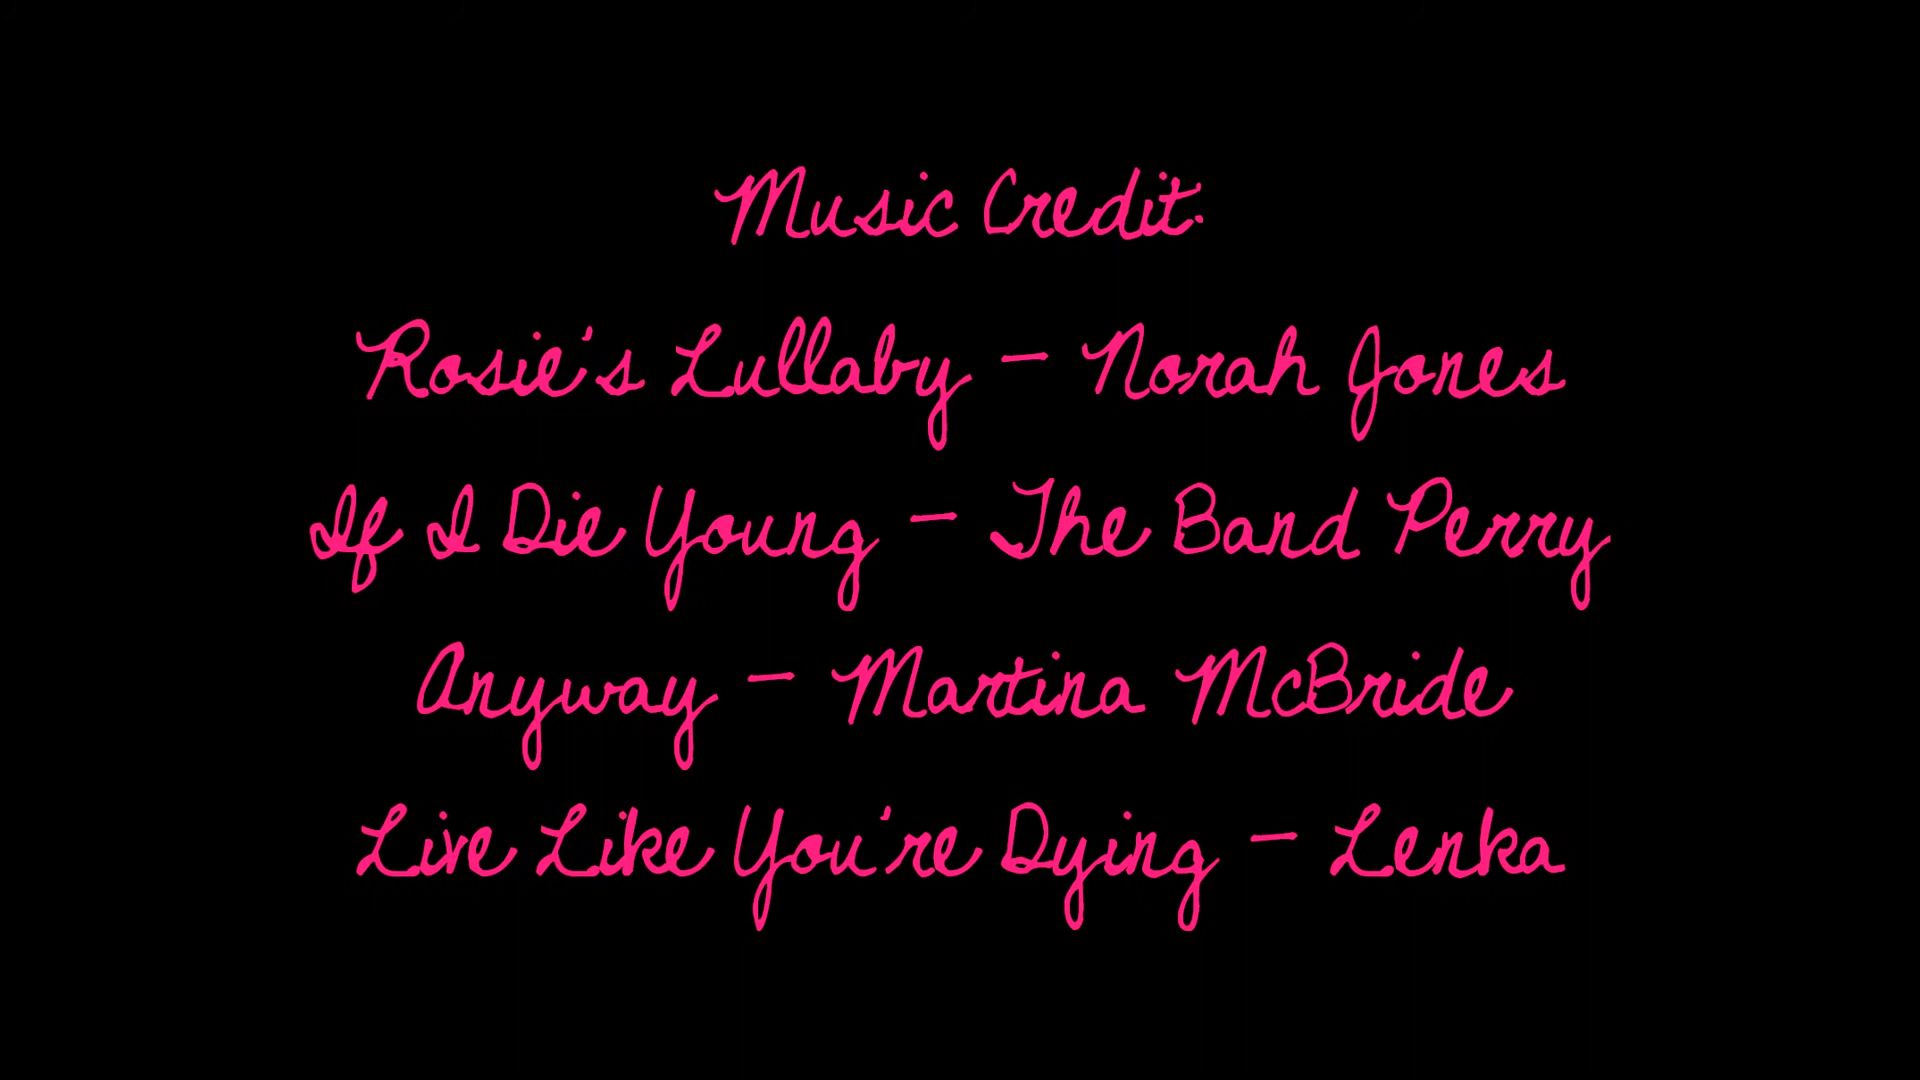 Music Credit:
Rosie's Lullaby - Norah Jones
If I Die Young - The Band Perry
Anyway - Martina McBride
Live Like You're Dying - Lenka